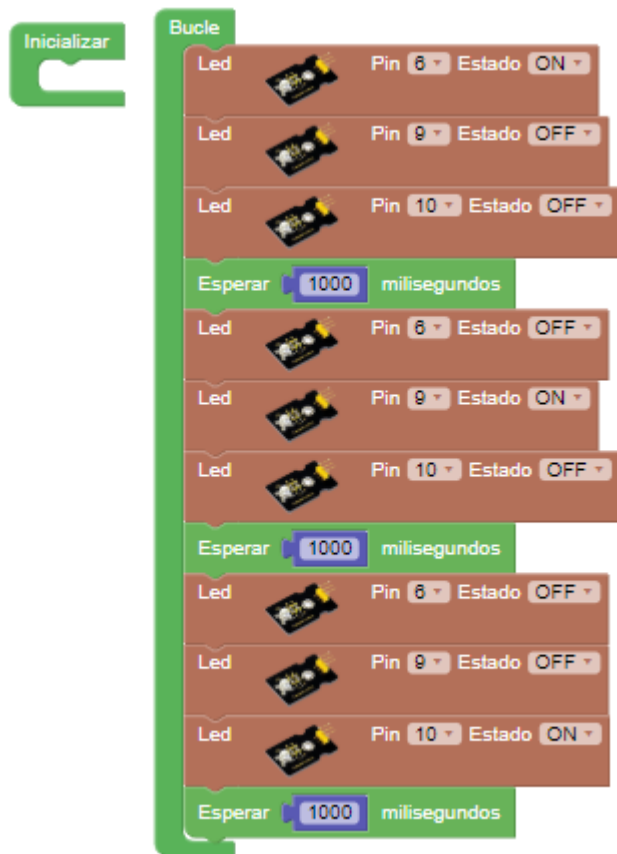 Inicializar
Bucle
Led Pin 6 Estado ON
Led Pin 9 Estado OFF
Led Pin 10 Estado OFF
Esperar 1000 milisegundos
Led Pin 6 Estado OFF
Led Pin 9 Estado ON
Led Pin 10 Estado OFF
Esperar 1000 milisegundos
Led Pin 6 Estado OFF
Led Pin 9 Estado OFF
Led Pin 10 Estado ON
Esperar 1000 milisegundos